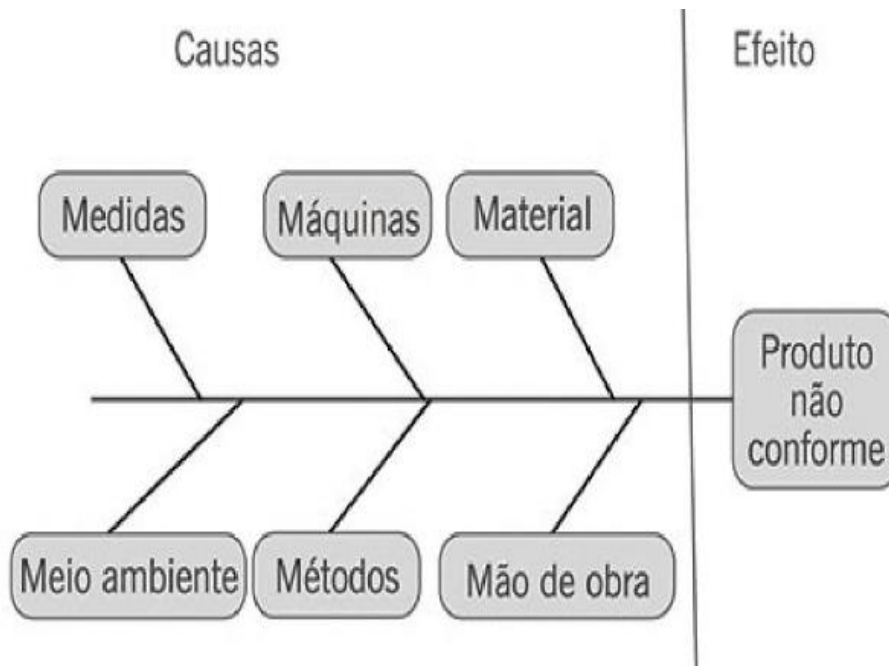 Causas
Efeito
Medidas
Máquinas
Material
Produto
não
conforme
Meio ambiente
Métodos
Mão de obra